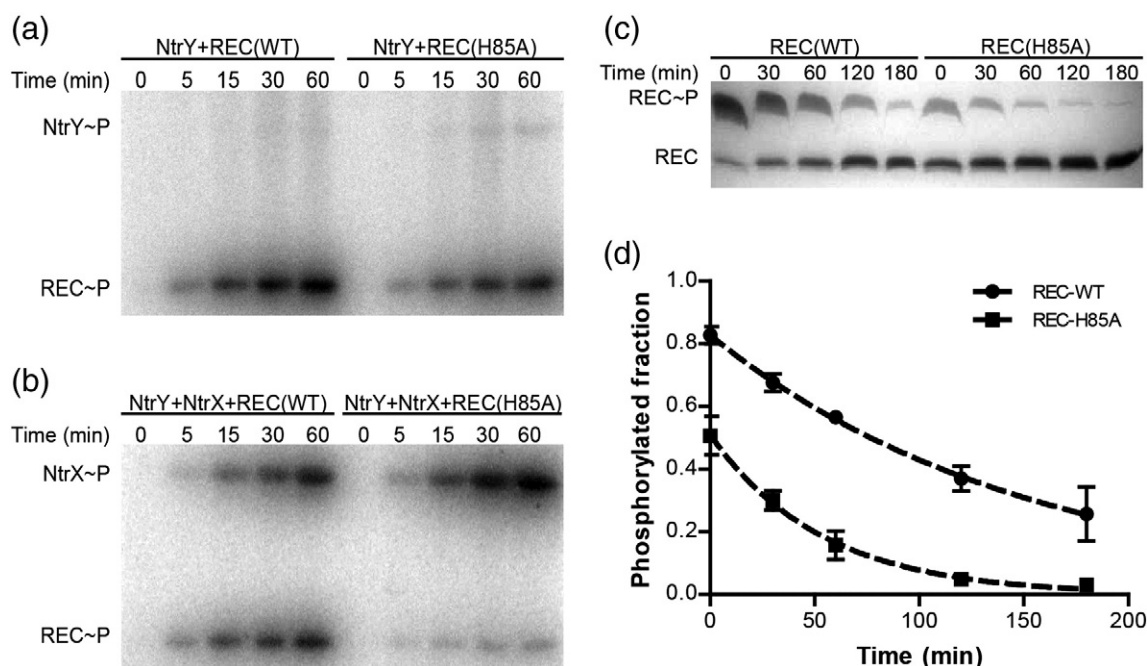 (a)
NtrY+REC(WT) NtrY+REC(H85A)
Time (min) 0 5 15 30 60 0 5 15 30 60
NtrY~P
REC~P
(b)
NtrY+NtrX+REC(WT) NtrY+NtrX+REC(H85A)
Time (min) 0 5 15 30 60 0 5 15 30 60
NtrX~P
REC~P
(c)
REC(WT) REC(H85A)
Time (min) 0 30 60 120 180 0 30 60 120 180
REC~P
REC
(d)
REC-WT
REC-H85A
Phosphorylated fraction
1.0
0.8
0.6
0.4
0.2
0.0
0 50 100 150 200
Time (min)